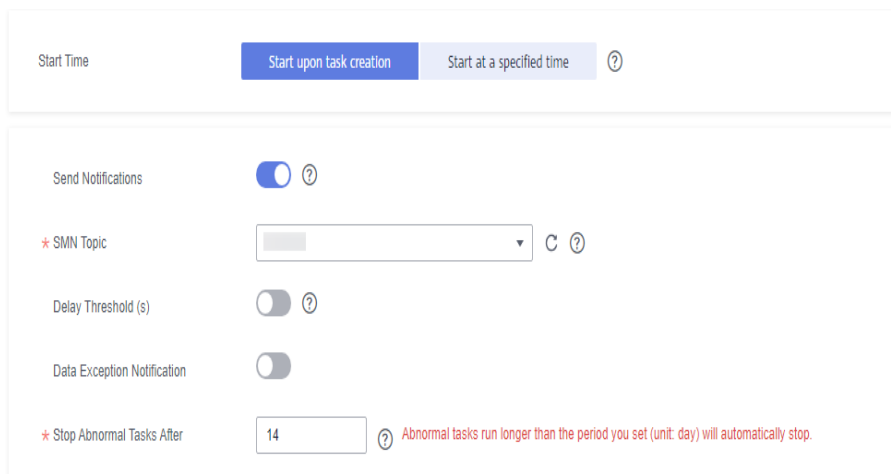 Start Time Start upon task creation Start at a specified time ?
Send Notifications ?
* SMN Topic ?
Delay Threshold (s) ?
Data Exception Notification
* Stop Abnormal Tasks After 14 ? Abnormal tasks run longer than the period you set (unit: day) will automatically stop.